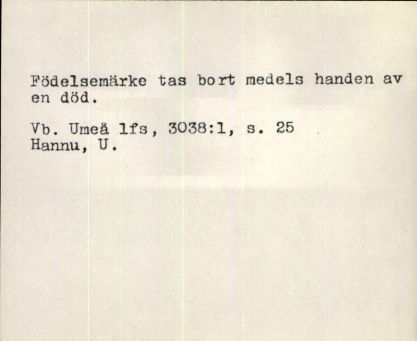 Födelsemärke tas bort medels handen av
en död.
Vb. Umeå lfs, 3038:1, s. 25
Hannu, U.